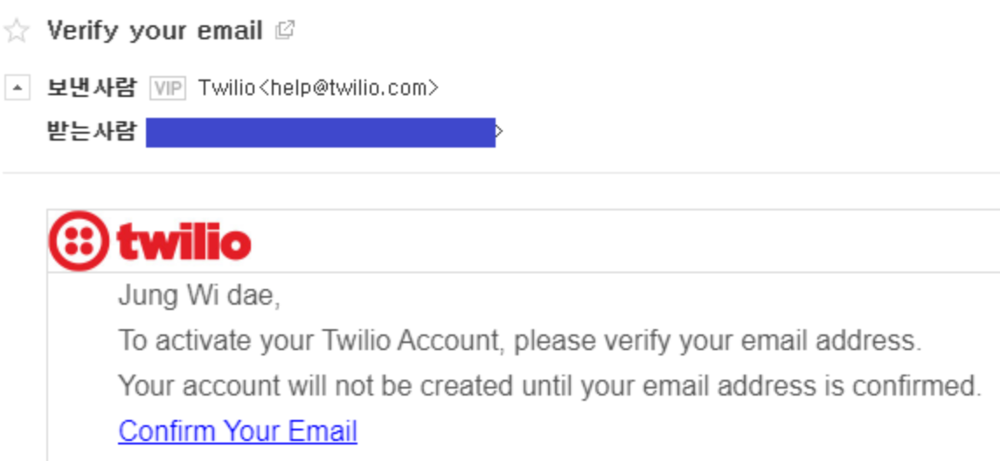 Verify your email
보낸사람 VIP Twilio<help@twilio.com>
받는사람 >
twilio
Jung Wi dae,
To activate your Twilio Account, please verify your email address.
Your account will not be created until your email address is confirmed.
Confirm Your Email